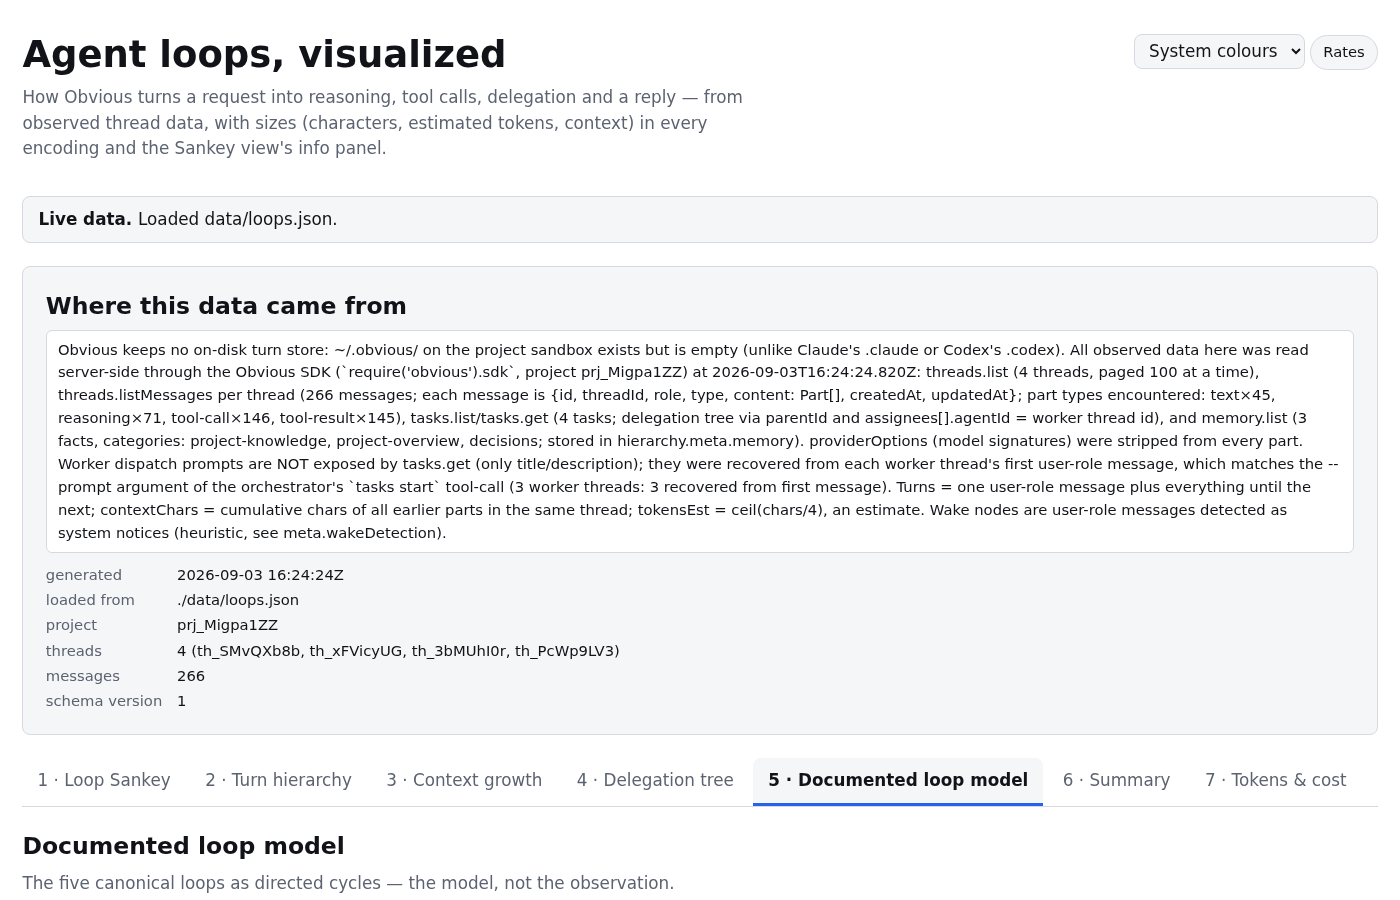 Agent loops, visualized
System colours
Rates
How Obvious turns a request into reasoning, tool calls, delegation and a reply — from
observed thread data, with sizes (characters, estimated tokens, context) in every
encoding and the Sankey view's info panel.
Live data. Loaded data/loops.json.
Where this data came from
Obvious keeps no on-disk turn store: ~/.obvious/ on the project sandbox exists but is empty (unlike Claude's .claude or Codex's .codex). All observed data here was read
server-side through the Obvious SDK (`require('obvious').sdk`, project prj_Migpa1ZZ) at 2026-09-03T16:24:24.820Z: threads.list (4 threads, paged 100 at a time),
threads.listMessages per thread (266 messages; each message is {id, threadId, role, type, content: Part[], createdAt, updatedAt}; part types encountered: text×45,
reasoning×71, tool-call×146, tool-result×145), tasks.list/tasks.get (4 tasks; delegation tree via parentId and assignees[].agentId = worker thread id), and memory.list (3
facts, categories: project-knowledge, project-overview, decisions; stored in hierarchy.meta.memory). providerOptions (model signatures) were stripped from every part.
Worker dispatch prompts are NOT exposed by tasks.get (only title/description); they were recovered from each worker thread's first user-role message, which matches the --
prompt argument of the orchestrator's `tasks start` tool-call (3 worker threads: 3 recovered from first message). Turns = one user-role message plus everything until the
next; contextChars = cumulative chars of all earlier parts in the same thread; tokensEst = ceil(chars/4), an estimate. Wake nodes are user-role messages detected as
system notices (heuristic, see meta.wakeDetection).
generated 2026-09-03 16:24:24Z
loaded from ./data/loops.json
project prj_Migpa1ZZ
threads 4 (th_SMvQXb8b, th_xFVicyUG, th_3bMUhI0r, th_PcWp9LV3)
messages 266
schema version 1
1 · Loop Sankey 2 · Turn hierarchy 3 · Context growth 4 · Delegation tree 5 · Documented loop model 6 · Summary 7 · Tokens & cost
Documented loop model
The five canonical loops as directed cycles — the model, not the observation.